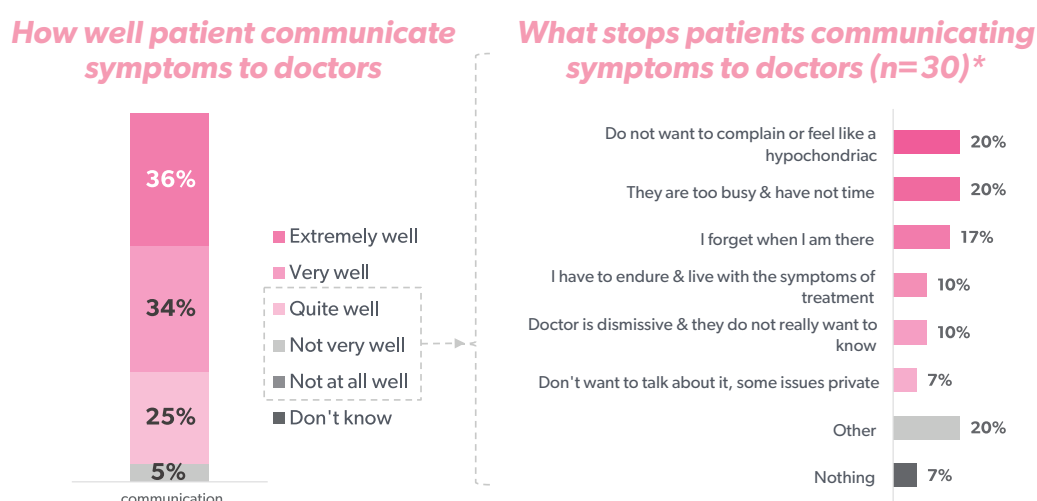 How well patient communicate
symptoms to doctors
36%
34%
25%
5%
communication
Extremely well
Very well
Quite well
Not very well
Not at all well
Don't know
What stops patients communicating
symptoms to doctors (n=30)*
Do not want to complain or feel like a
hypochondriac
20%
They are too busy & have not time
20%
I forget when I am there
17%
I have to endure & live with the symptoms of
treatment
10%
Doctor is dismissive & they do not really want to
know
10%
Don't want to talk about it, some issues private
7%
Other
20%
Nothing
7%